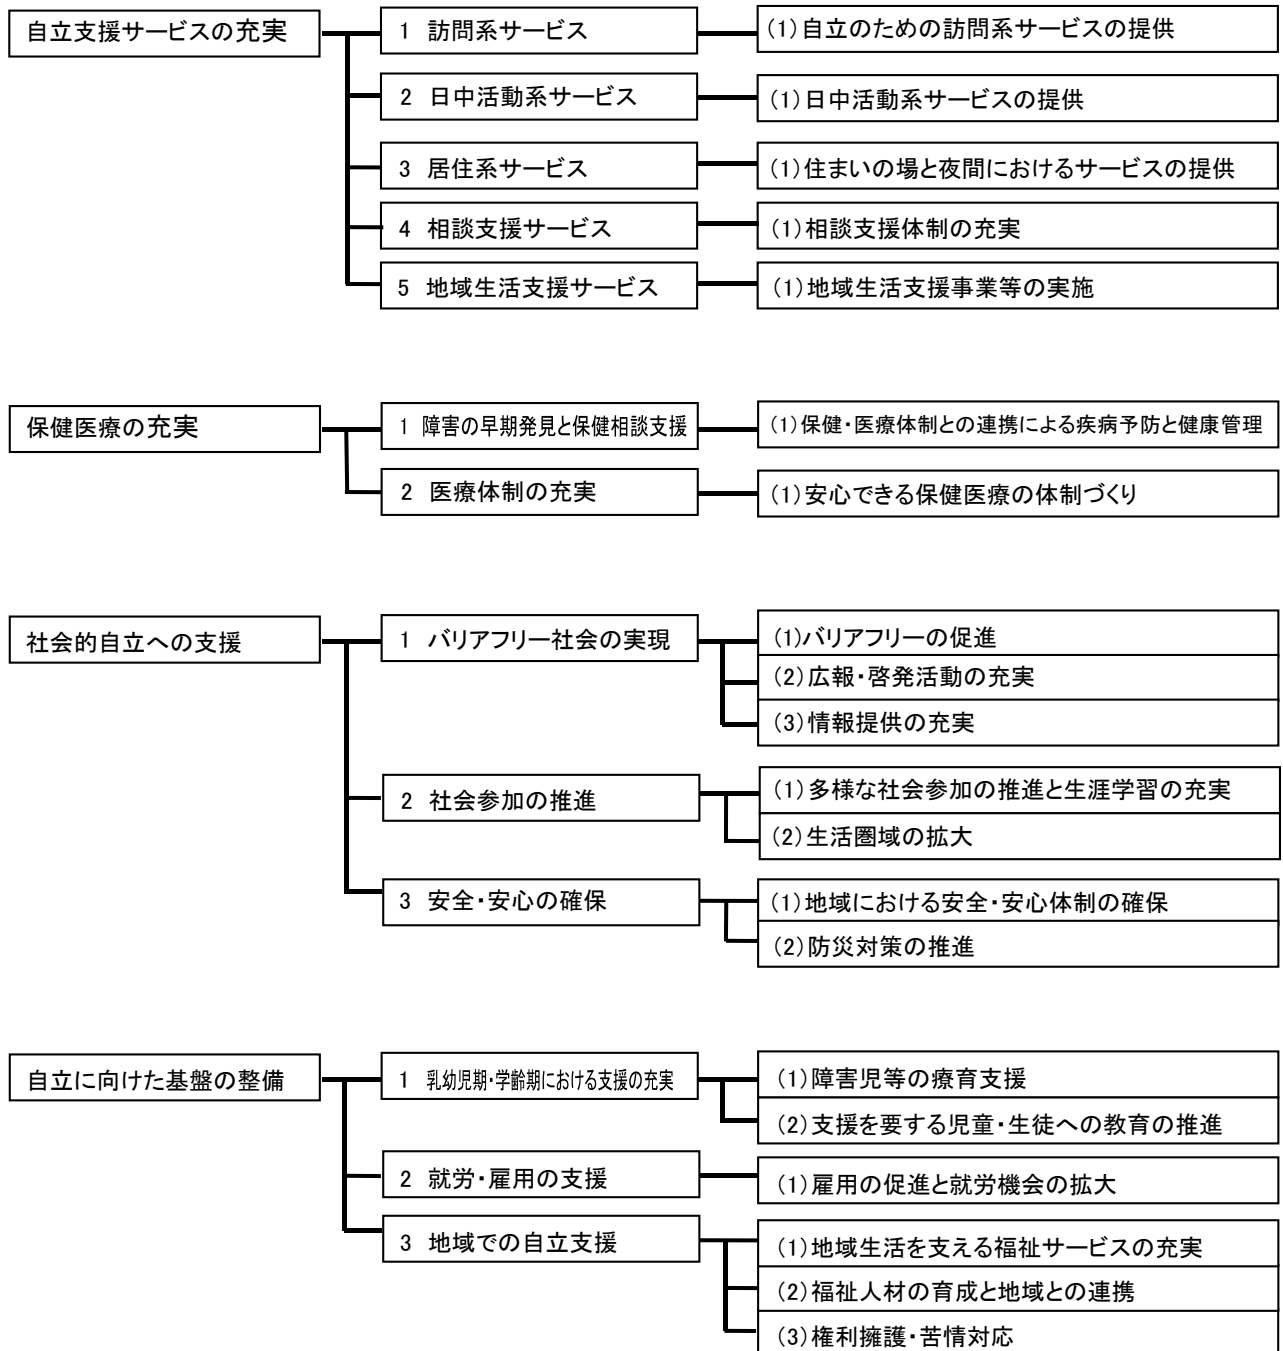 自立支援サービスの充実
1 訪問系サービス
(1)自立のための訪問系サービスの提供
2 日中活動系サービス
(1)日中活動系サービスの提供
3 居住系サービス
(1)住まいの場と夜間におけるサービスの提供
4 相談支援サービス
(1)相談支援体制の充実
5 地域生活支援サービス
(1)地域生活支援事業等の実施
保健医療の充実
1 障害の早期発見と保健相談支援
(1)保健・医療体制との連携による疾病予防と健康管理
2 医療体制の充実
(1)安心できる保健医療の体制づくり
社会的自立への支援
1 バリアフリー社会の実現
(1)バリアフリーの促進
(2)広報・啓発活動の充実
(3)情報提供の充実
2 社会参加の推進
(1)多様な社会参加の推進と生涯学習の充実
(2)生活圏域の拡大
3 安全・安心の確保
(1)地域における安全・安心体制の確保
(2)防災対策の推進
自立に向けた基盤の整備
1 乳幼児期・学齢期における支援の充実
(1)障害児等の療育支援
(2)支援を要する児童・生徒への教育の推進
2 就労・雇用の支援
(1)雇用の促進と就労機会の拡大
3 地域での自立支援
(1)地域生活を支える福祉サービスの充実
(2)福祉人材の育成と地域との連携
(3)権利擁護・苦情対応